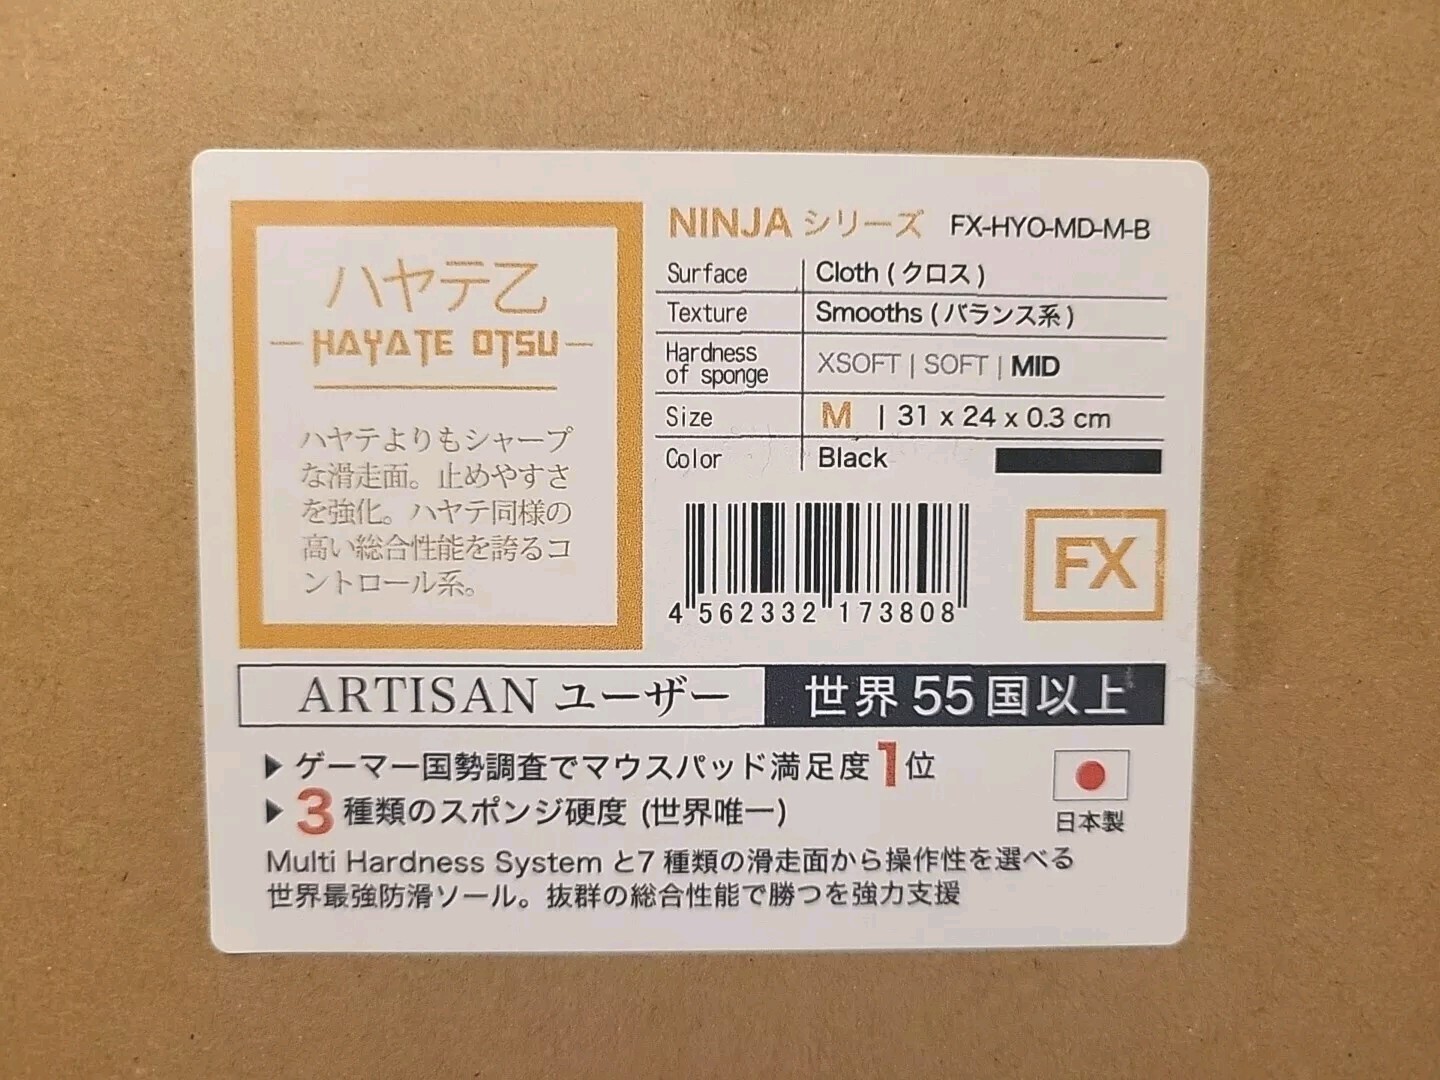 ハヤテ乙
HAYATE OTSU
ハヤテよりもシャープ
な滑走面。止めやすさ
を強化。ハヤテ同様の
高い総合性能を誇るコ
ントロール系。
NINJA シリーズ FX-HYO-MD-M-B
Surface Cloth (クロス)
Texture Smooths (バランス系)
Hardness
of sponge XSOFT | SOFT | MID
Size M | 31 x 24 x 0.3 cm
Color Black
4 562332 173808
FX
ARTISAN ユーザー 世界 55 国以上
▶ ゲーマー国勢調査でマウスパッド満足度 1 位
▶ 3 種類のスポンジ硬度 (世界唯一)
日本製
Multi Hardness System と7 種類の滑走面から操作性を選べる
世界最強防滑ソール。抜群の総合性能で勝つを強力支援